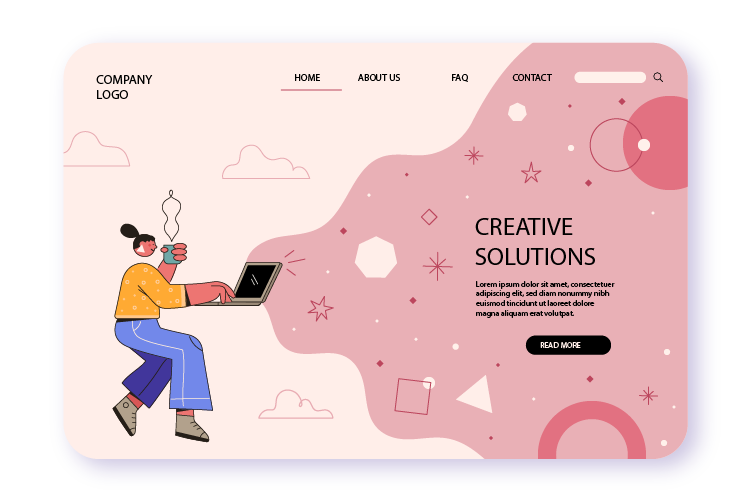 COMPANY
LOGO
HOME ABOUT US FAQ CONTACT
CREATIVE
SOLUTIONS
Lorem ipsum dolor sit amet, consectetuer
adipiscing elit, sed diam nonummy nibh
euismod tincidunt ut laoreet dolore
magna aliquam erat volutpat.
READ MORE